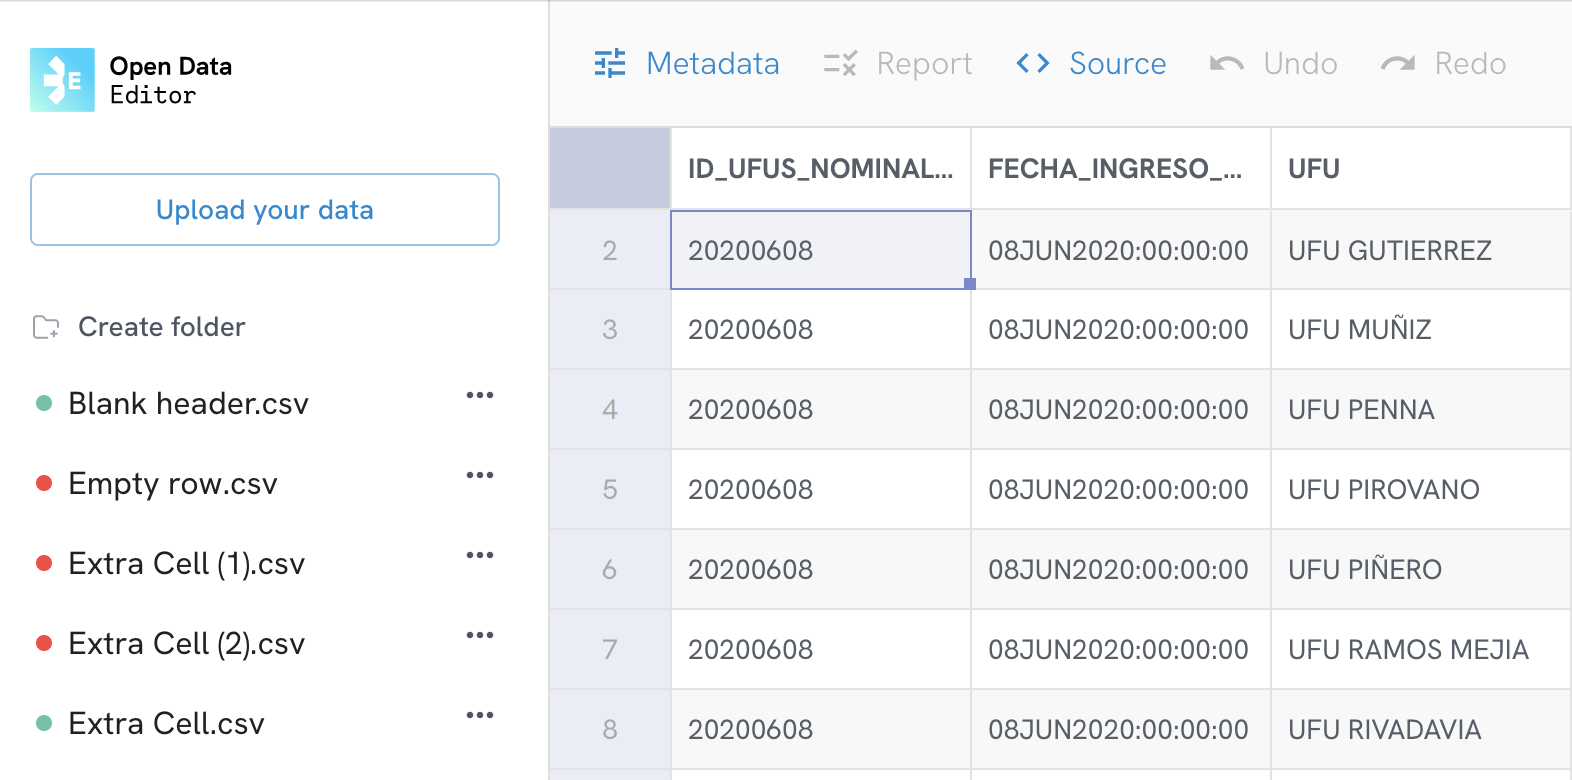 Open Data
Editor
Upload your data
Create folder
Blank header.csv
Empty row.csv
Extra Cell (1).csv
Extra Cell (2).csv
Extra Cell.csv
Metadata Report Source Undo Redo
ID_UFUS_NOMINAL... FECHA_INGRESO_... UFU
2 20200608 08JUN2020:00:00:00 UFU GUTIERREZ
3 20200608 08JUN2020:00:00:00 UFU MUÑIZ
4 20200608 08JUN2020:00:00:00 UFU PENNA
5 20200608 08JUN2020:00:00:00 UFU PIROVANO
6 20200608 08JUN2020:00:00:00 UFU PIÑERO
7 20200608 08JUN2020:00:00:00 UFU RAMOS MEJIA
8 20200608 08JUN2020:00:00:00 UFU RIVADAVIA